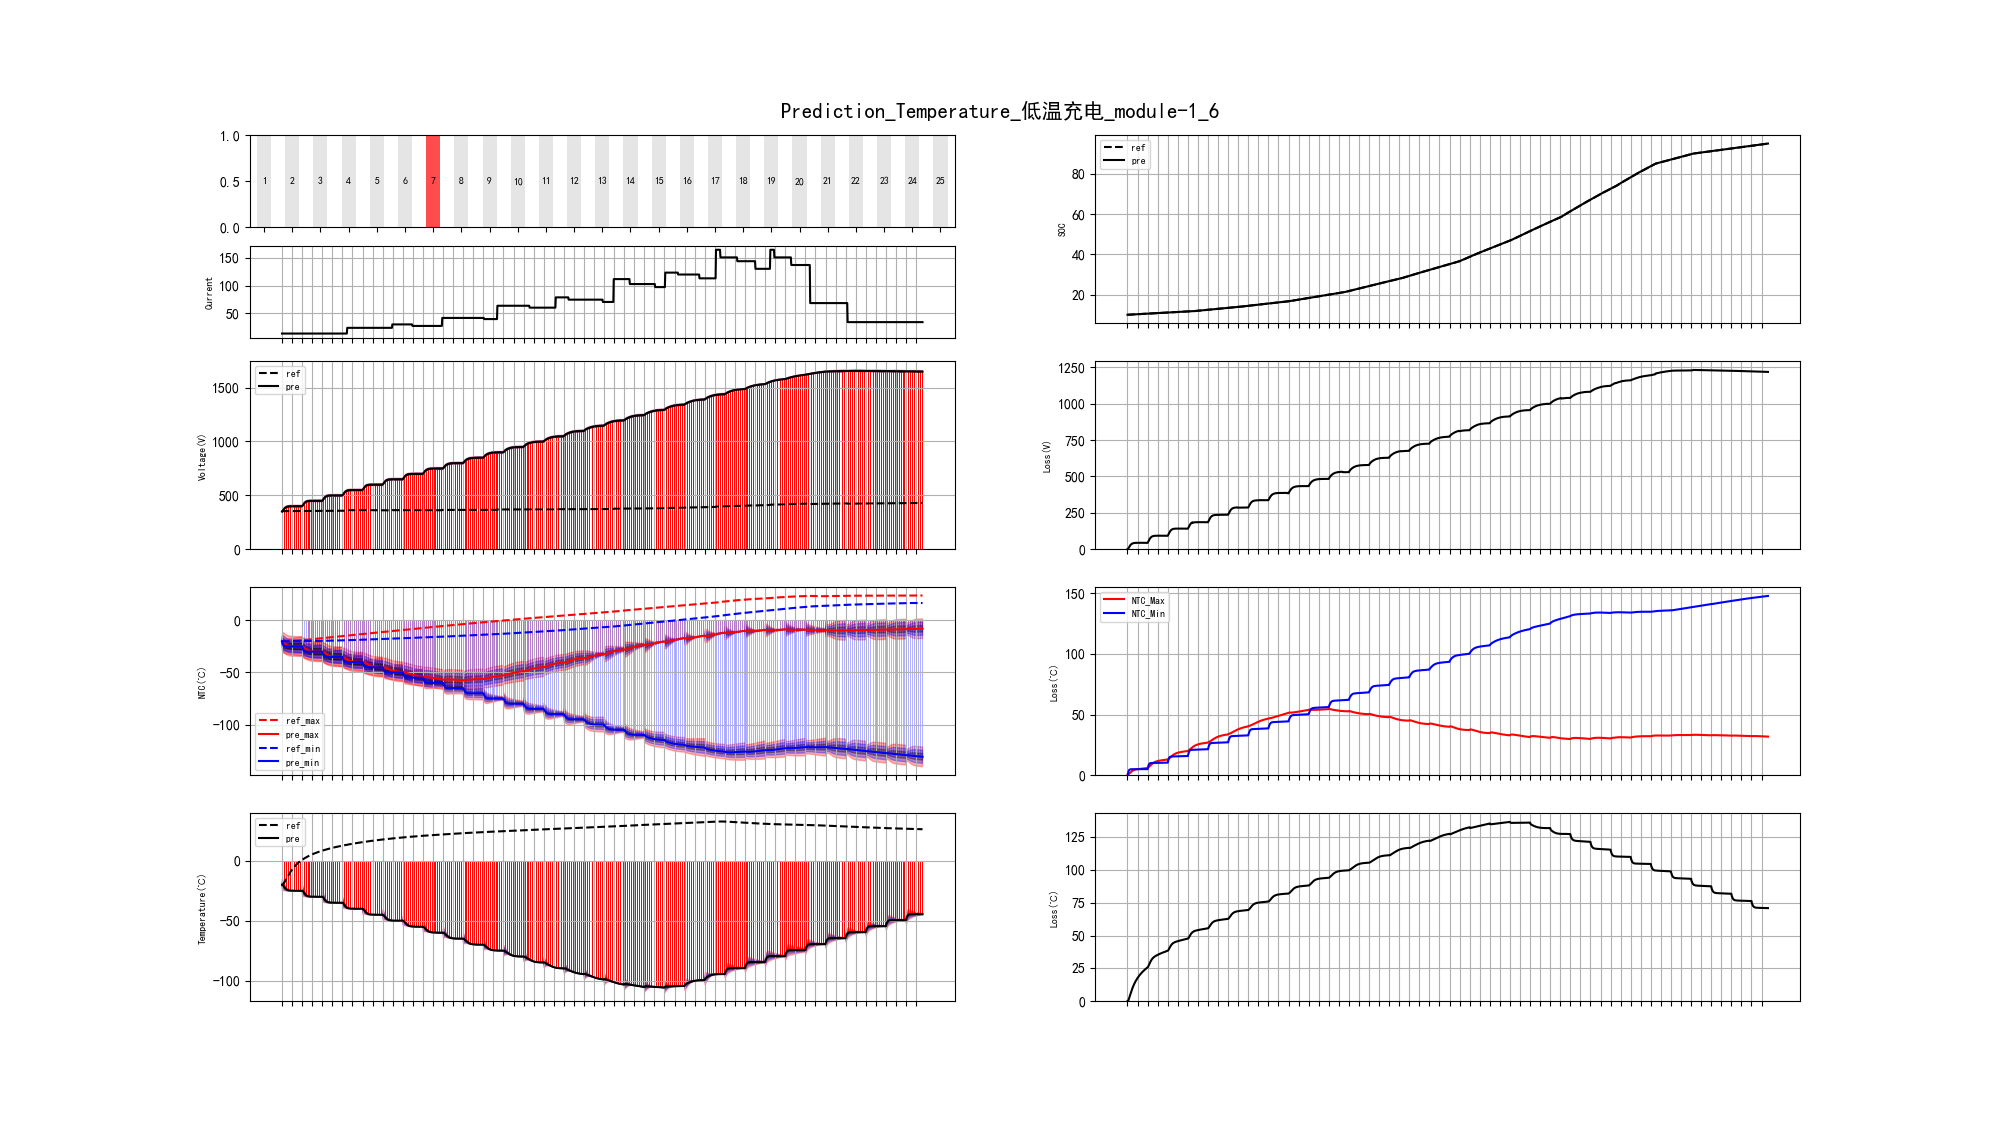 Prediction_Temperature_低温充电_module-1_6
1.0
0.5
0.0
1 2 3 4 5 6 7 8 9 10 11 12 13 14 15 16 17 18 19 20 21 22 23 24 25
Current
150
100
50
Voltage(V)
1500
1000
500
0
ref
pre
NTC(℃)
0
−50
−100
ref_max
pre_max
ref_min
pre_min
Temperature(℃)
0
−50
−100
ref
pre
SOC
80
60
40
20
ref
pre
Loss(V)
1250
1000
750
500
250
0
Loss(℃)
150
100
50
0
NTC_Max
NTC_Min
Loss(℃)
125
100
75
50
25
0